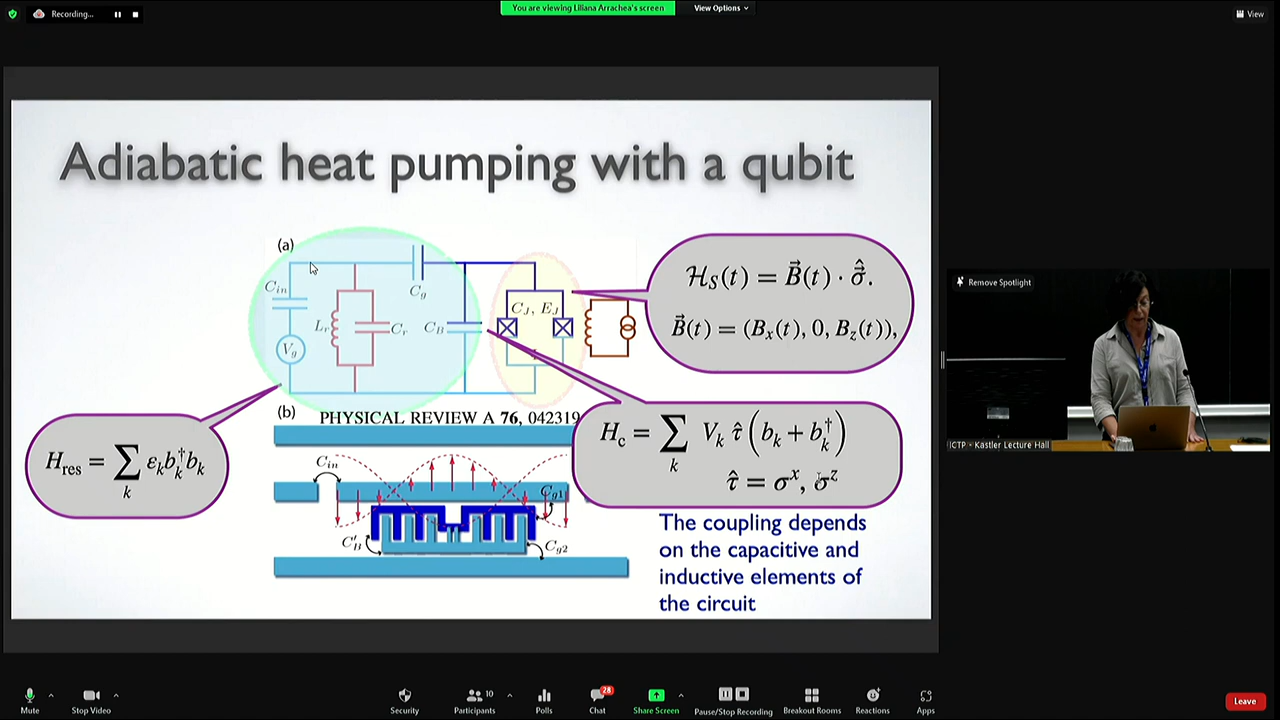 Recording...
You are viewing Liliana Arrachea's screen
View Options
View
Adiabatic heat pumping with a qubit
(a)
C_in
C_g
L_r
C_r
C_B
C_J, E_J
V_g
ℋ_S(t) = B⃗(t) · σ̂⃗.
B⃗(t) = (B_x(t), 0, B_z(t)),
(b)
PHYSICAL REVIEW A 76, 042319
H_res = ∑_k ε_k b_k^† b_k
H_c = ∑_k V_k τ̂ (b_k + b_k^†)
τ̂ = σ^x, σ^z
C_in
C_g1
C'_B
C_g2
The coupling depends
on the capacitive and
inductive elements of
the circuit
Remove Spotlight
ICTP - Kastler Lecture Hall
Mute
Stop Video
Security
Participants
10
Polls
Chat
28
Share Screen
Pause/Stop Recording
Breakout Rooms
Reactions
Apps
Leave